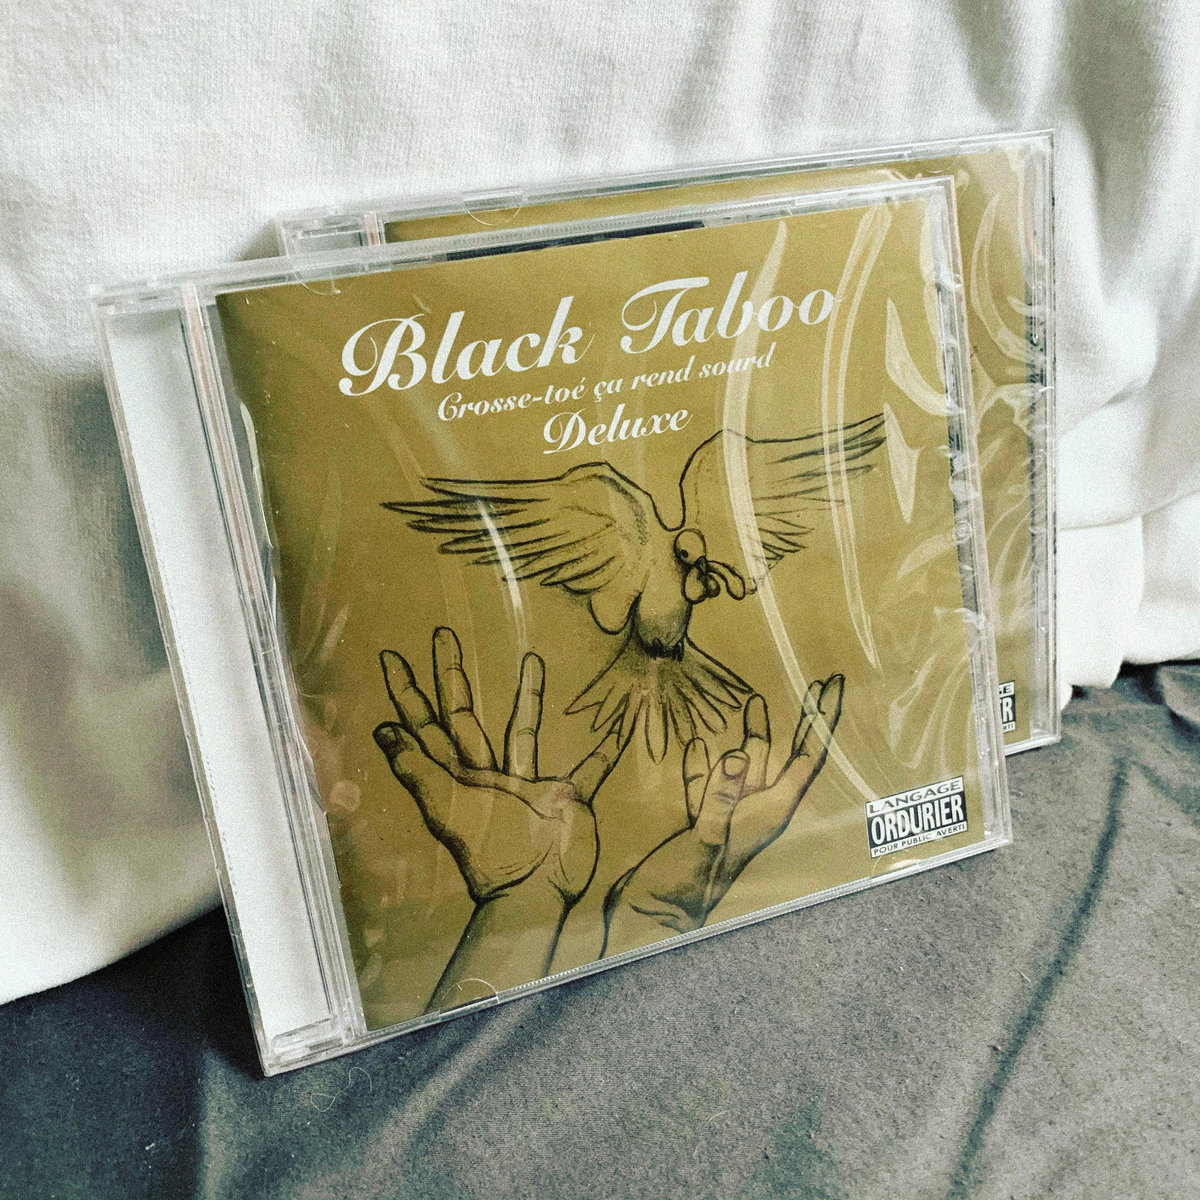 Black Taboo
Crosse-toé ça rend sourd
Deluxe
LANGAGE
ORDURIER
POUR PUBLIC AVERTI